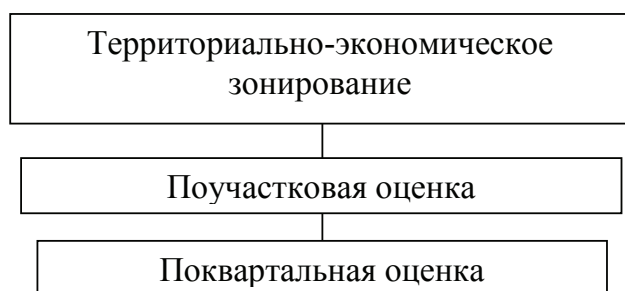 Территориально-экономическое
зонирование
Поучастковая оценка
Поквартальная оценка